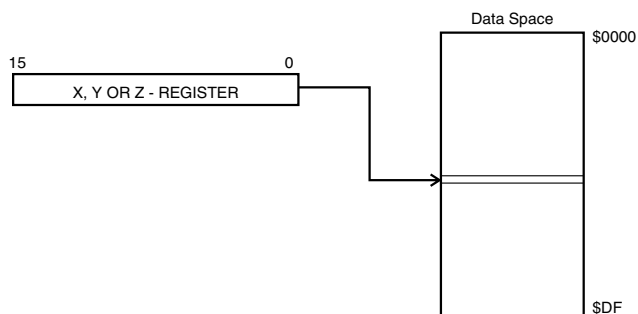 Data Space
$0000
15 0
X, Y OR Z - REGISTER
$DF